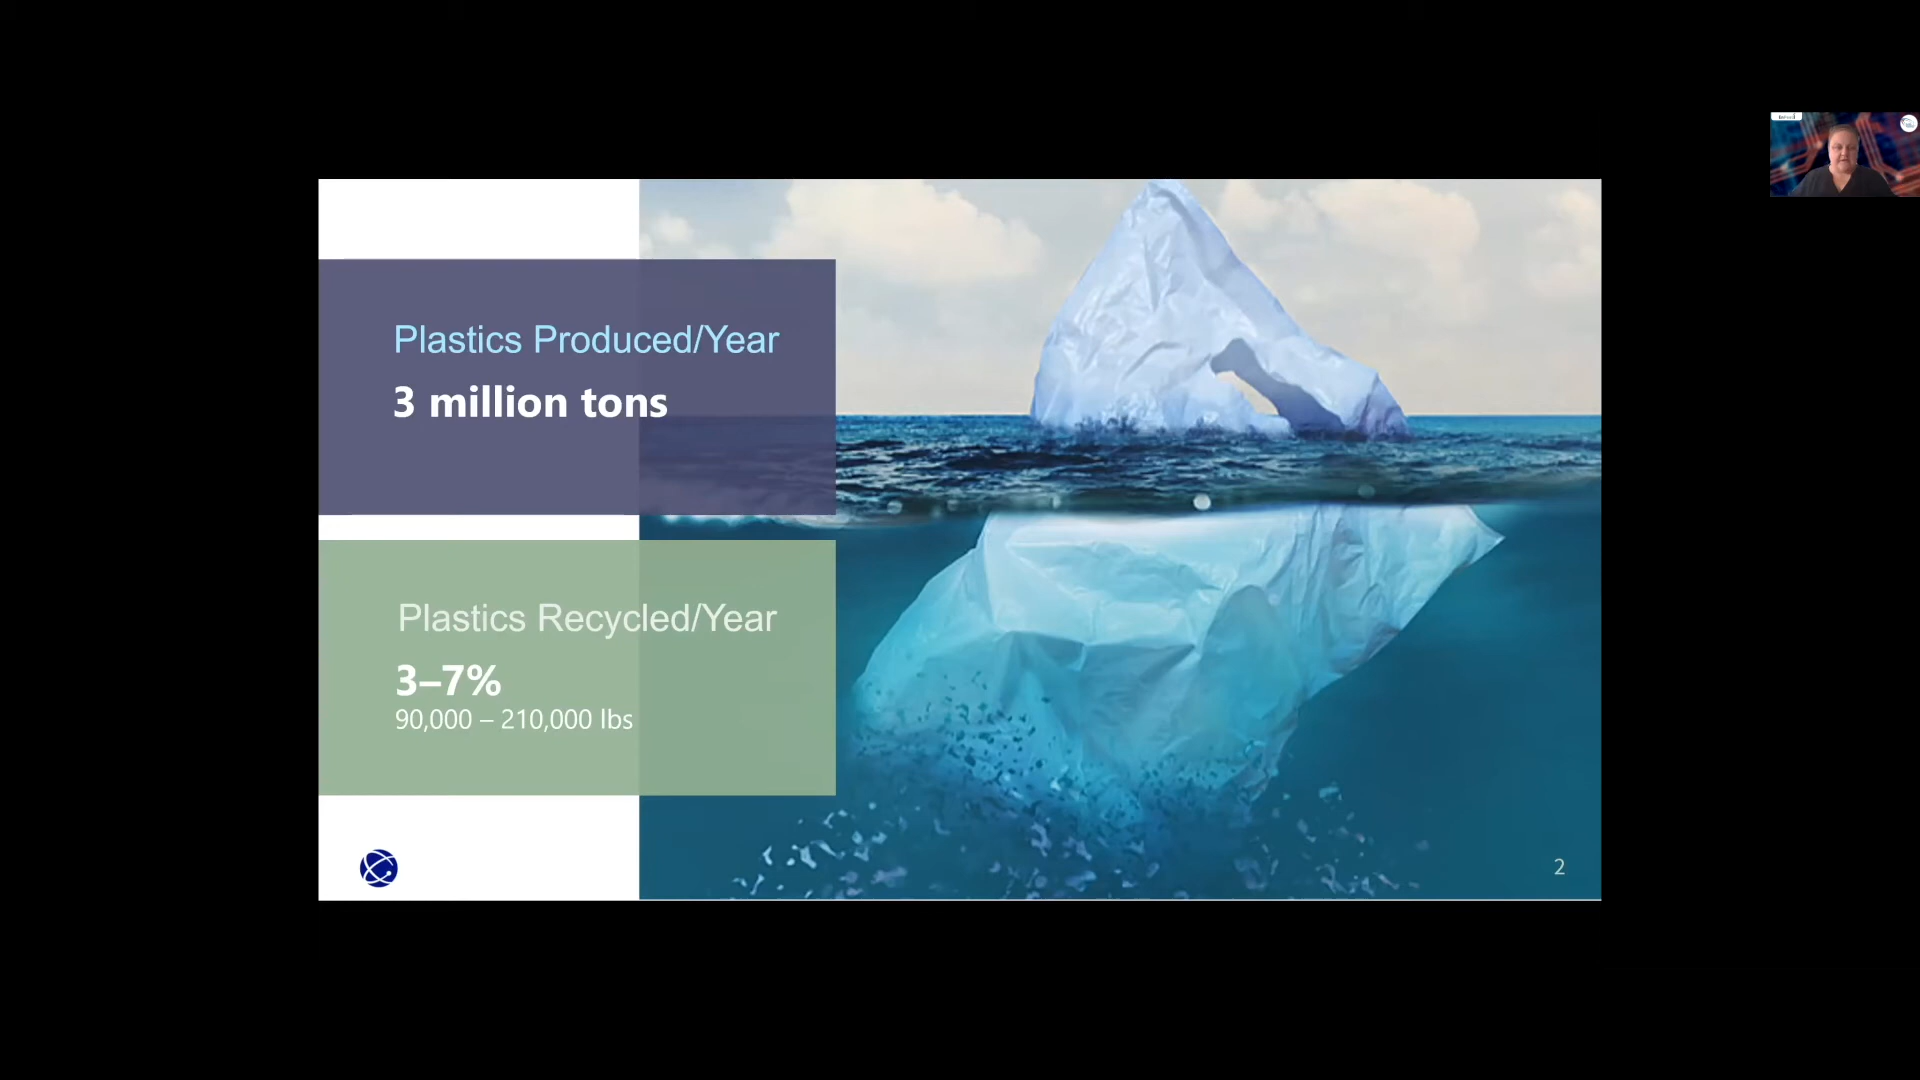 Plastics Produced/Year
3 million tons
Plastics Recycled/Year
3–7%
90,000 – 210,000 lbs
2